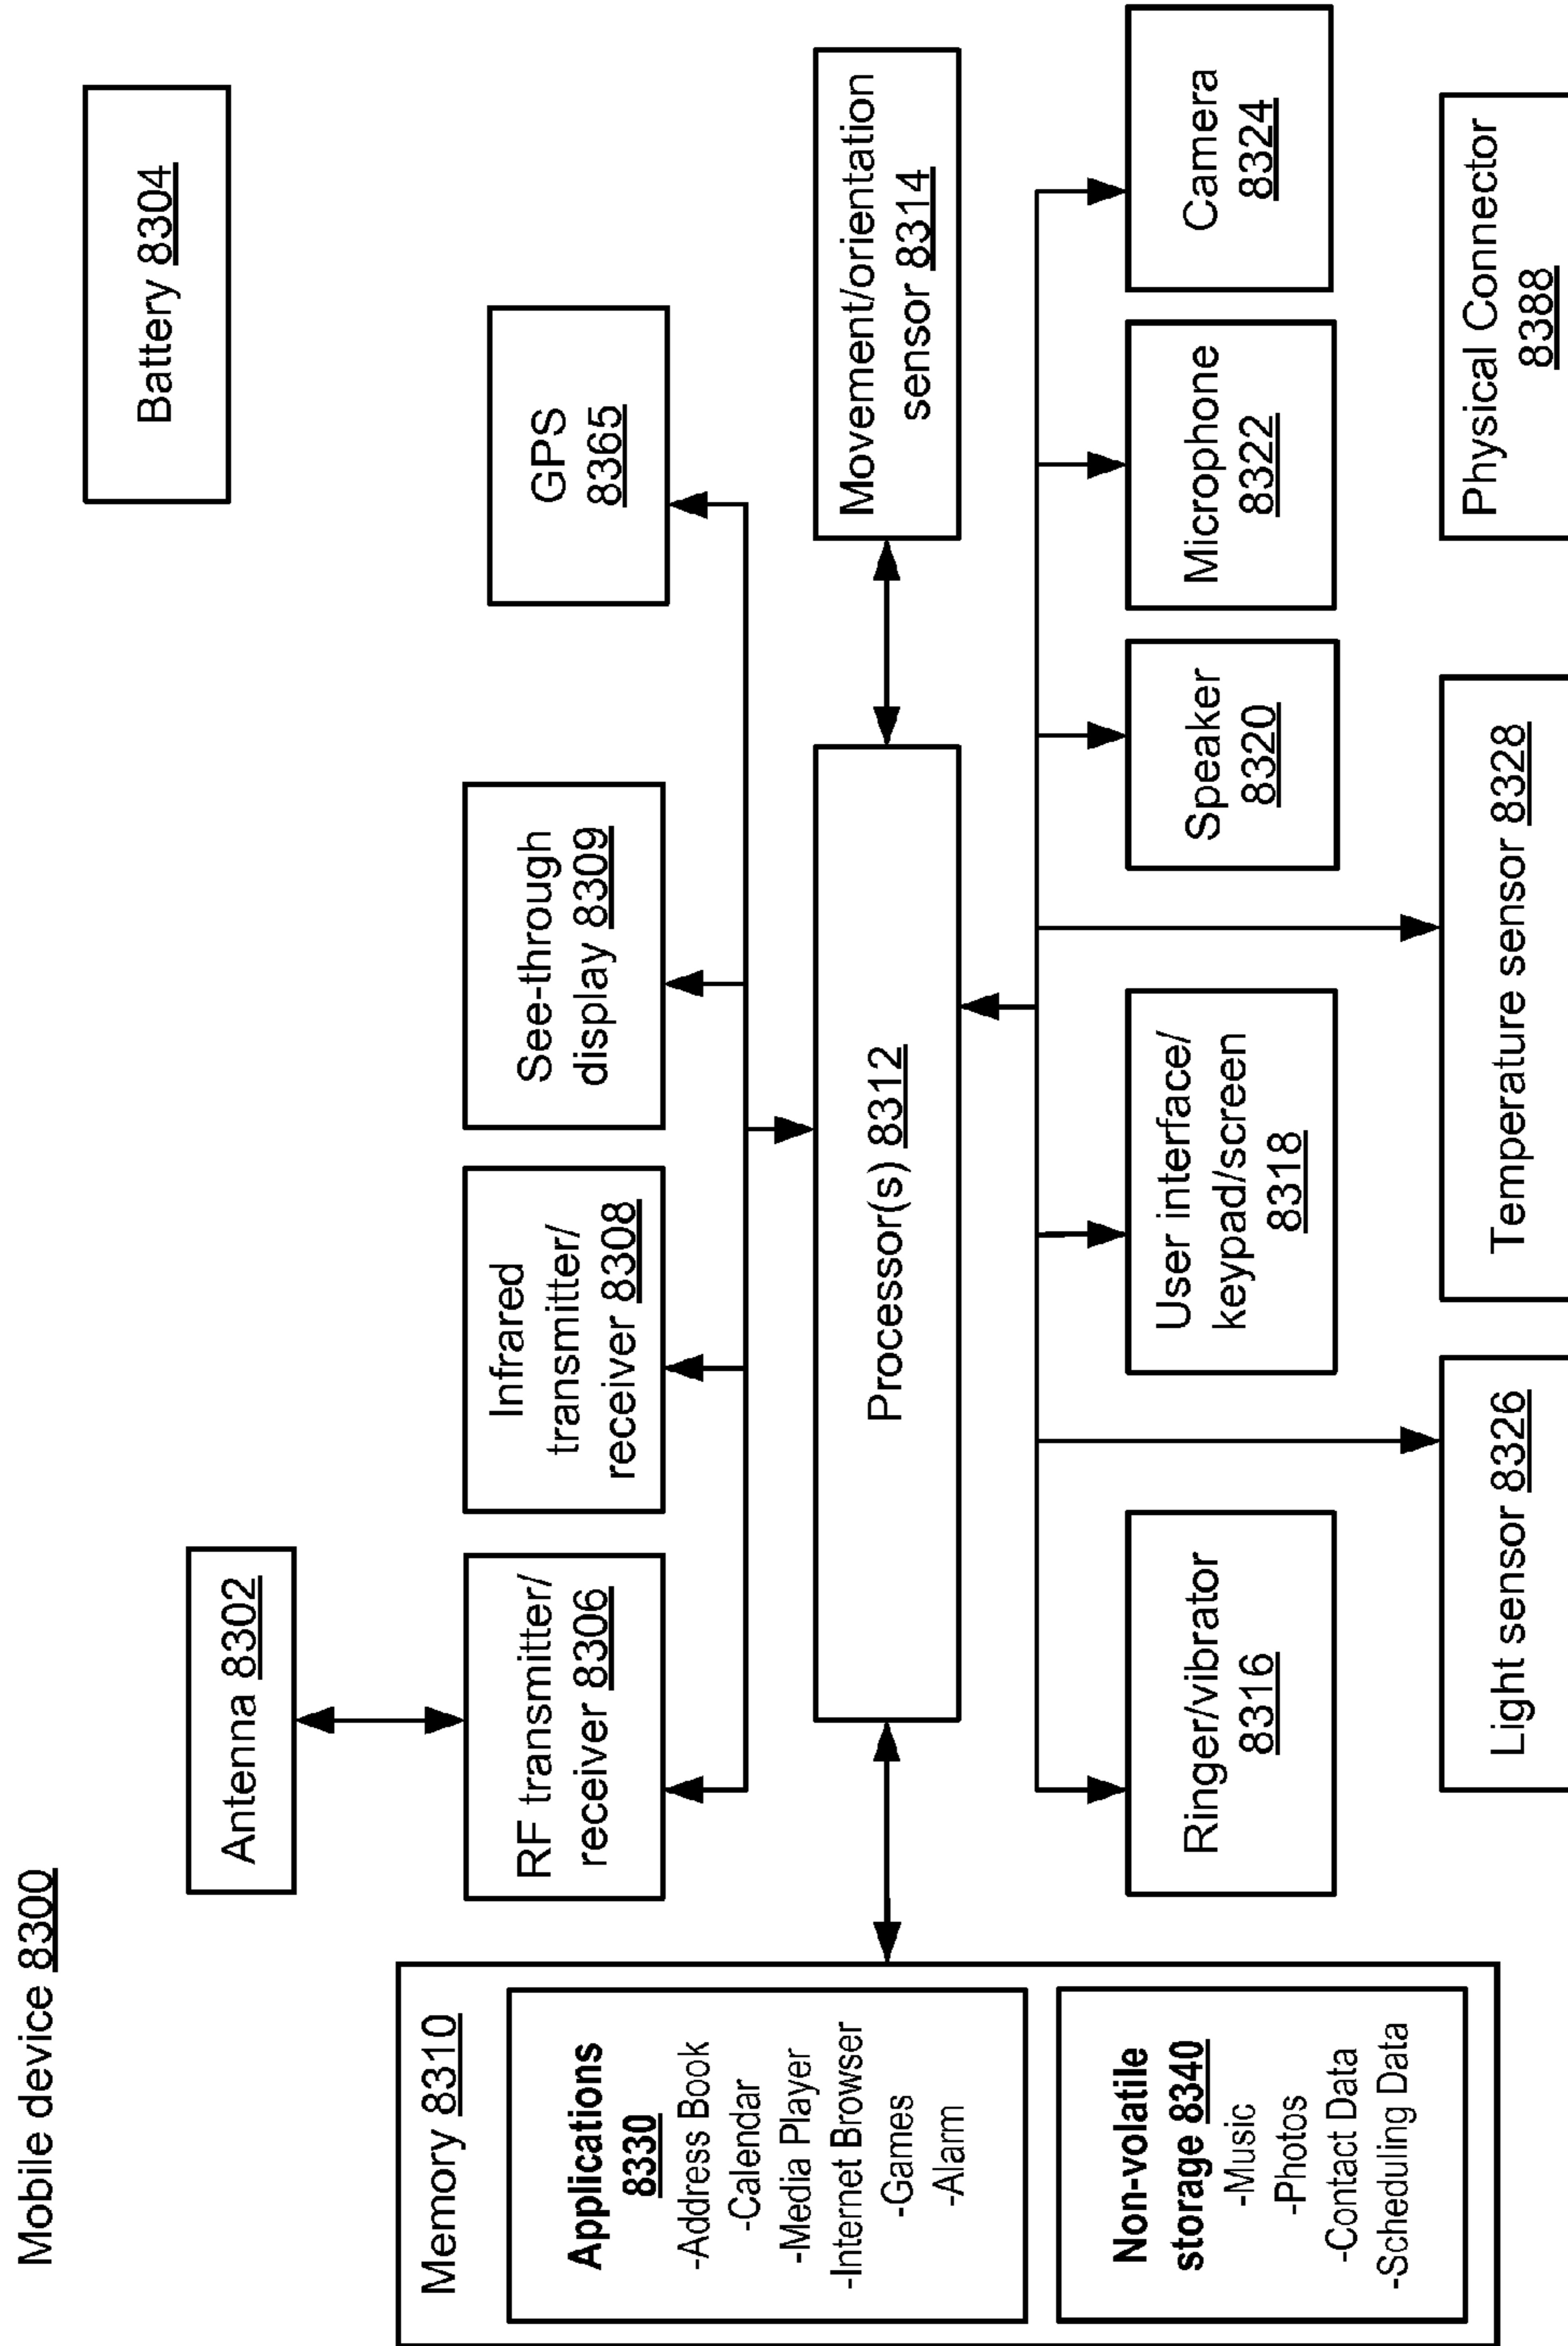 Mobile device 8300
Battery 8304
Antenna 8302
RF transmitter/
receiver 8306
Infrared
transmitter/
receiver 8308
See-through
display 8309
GPS
8365
Memory 8310
Applications
8330
-Address Book
-Calendar
-Media Player
-Internet Browser
-Games
-Alarm
Non-volatile
storage 8340
-Music
-Photos
-Contact Data
-Scheduling Data
Processor(s) 8312
Movement/orientation
sensor 8314
Ringer/vibrator
8316
User interface/
keypad/screen
8318
Speaker
8320
Microphone
8322
Camera
8324
Light sensor 8326
Temperature sensor 8328
Physical Connector
8388